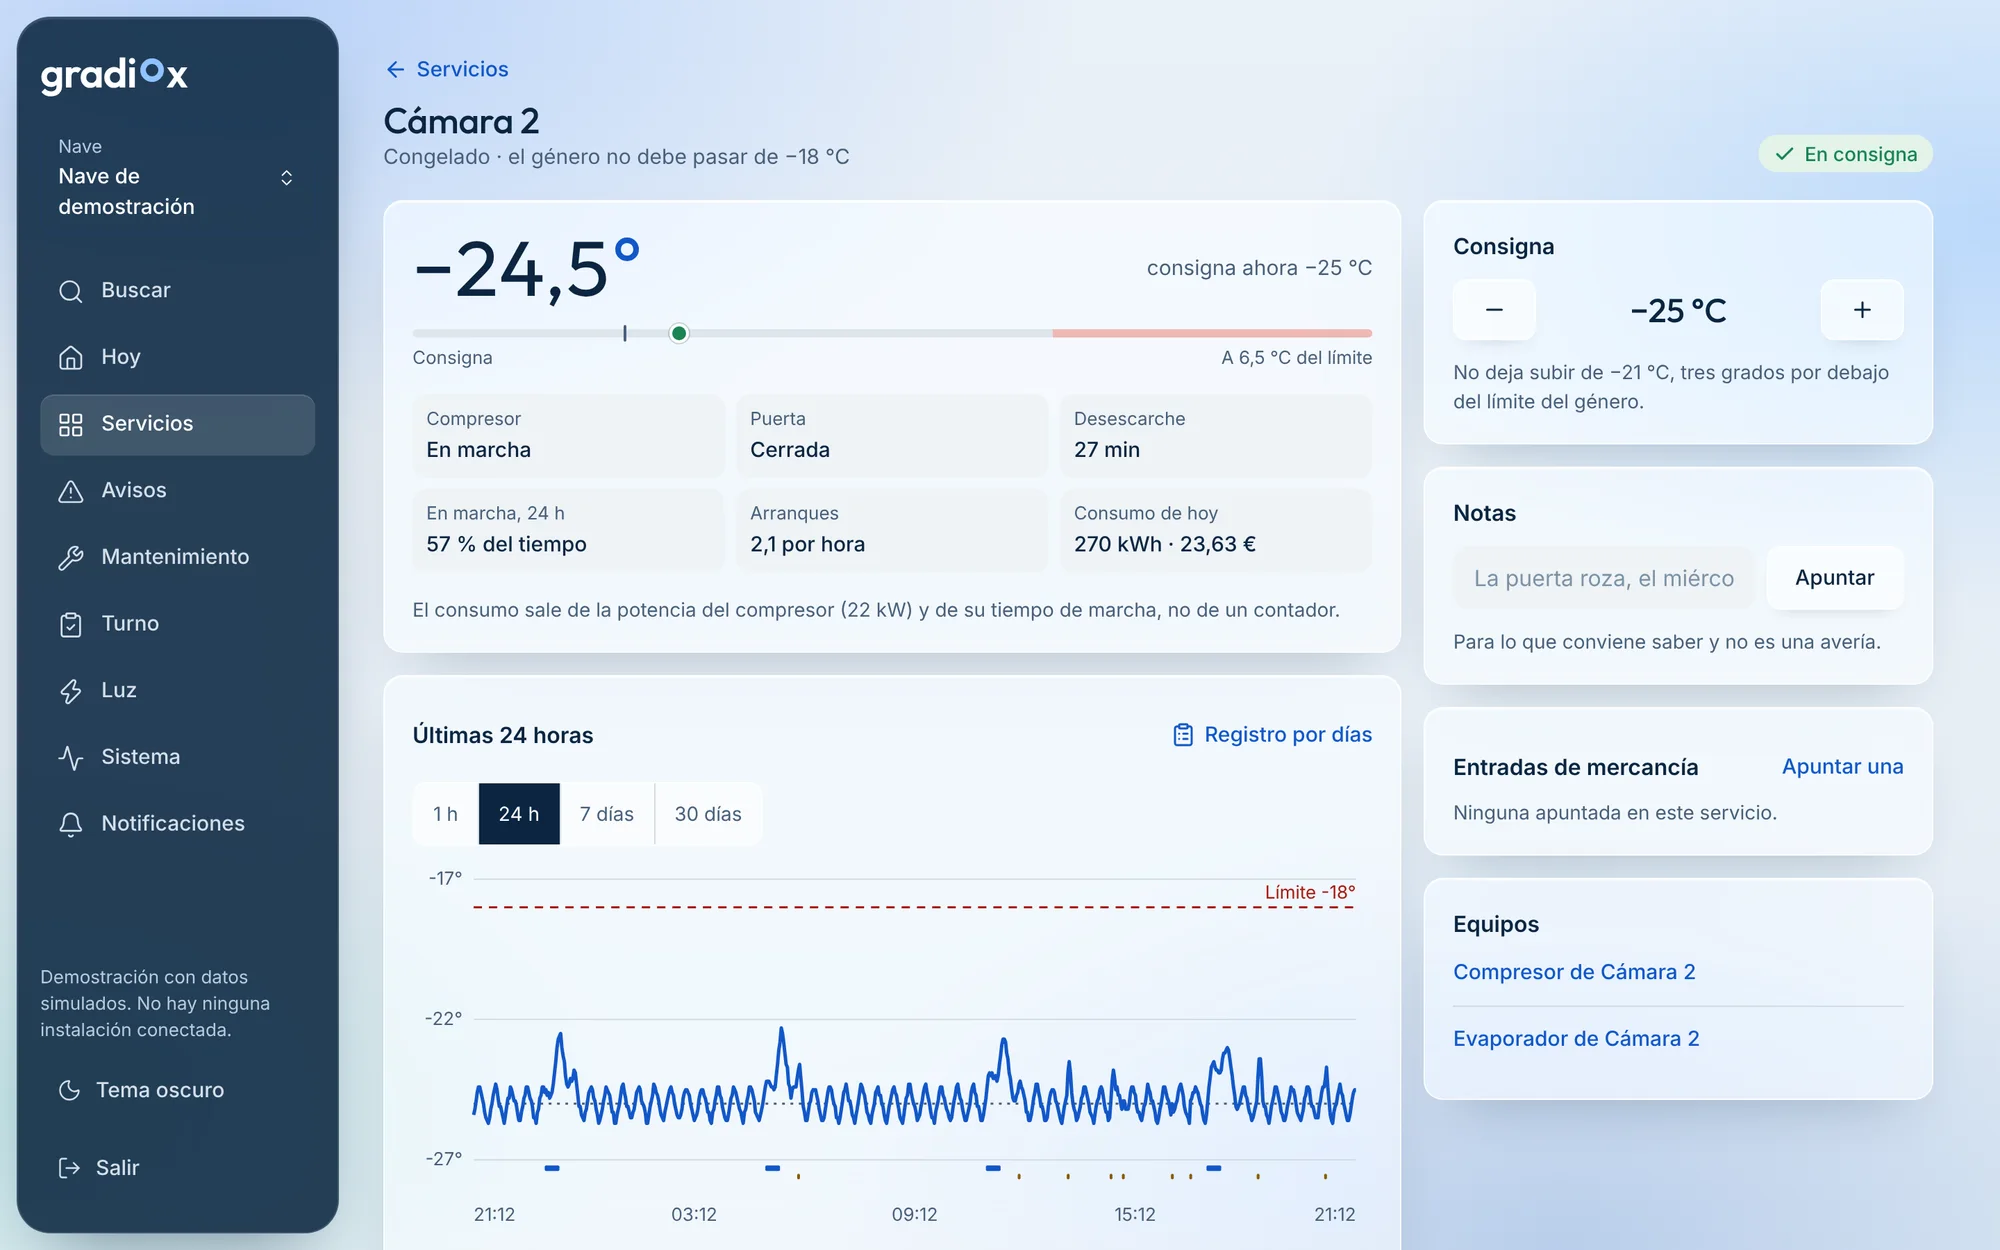 gradiox
Nave
Nave de
demostración
Buscar
Hoy
Servicios
Avisos
Mantenimiento
Turno
Luz
Sistema
Notificaciones
Demostración con datos
simulados. No hay ninguna
instalación conectada.
Tema oscuro
Salir
Servicios
Cámara 2
Congelado · el género no debe pasar de −18 °C
En consigna
−24,5°
consigna ahora −25 °C
Consigna
A 6,5 °C del límite
Compresor
En marcha
Puerta
Cerrada
Desescarche
27 min
En marcha, 24 h
57 % del tiempo
Arranques
2,1 por hora
Consumo de hoy
270 kWh · 23,63 €
El consumo sale de la potencia del compresor (22 kW) y de su tiempo de marcha, no de un contador.
Últimas 24 horas
Registro por días
1 h
24 h
7 días
30 días
-17°
Límite -18°
-22°
-27°
21:12
03:12
09:12
15:12
21:12
Consigna
−
−25 °C
+
No deja subir de −21 °C, tres grados por debajo
del límite del género.
Notas
La puerta roza, el miérco
Apuntar
Para lo que conviene saber y no es una avería.
Entradas de mercancía
Apuntar una
Ninguna apuntada en este servicio.
Equipos
Compresor de Cámara 2
Evaporador de Cámara 2